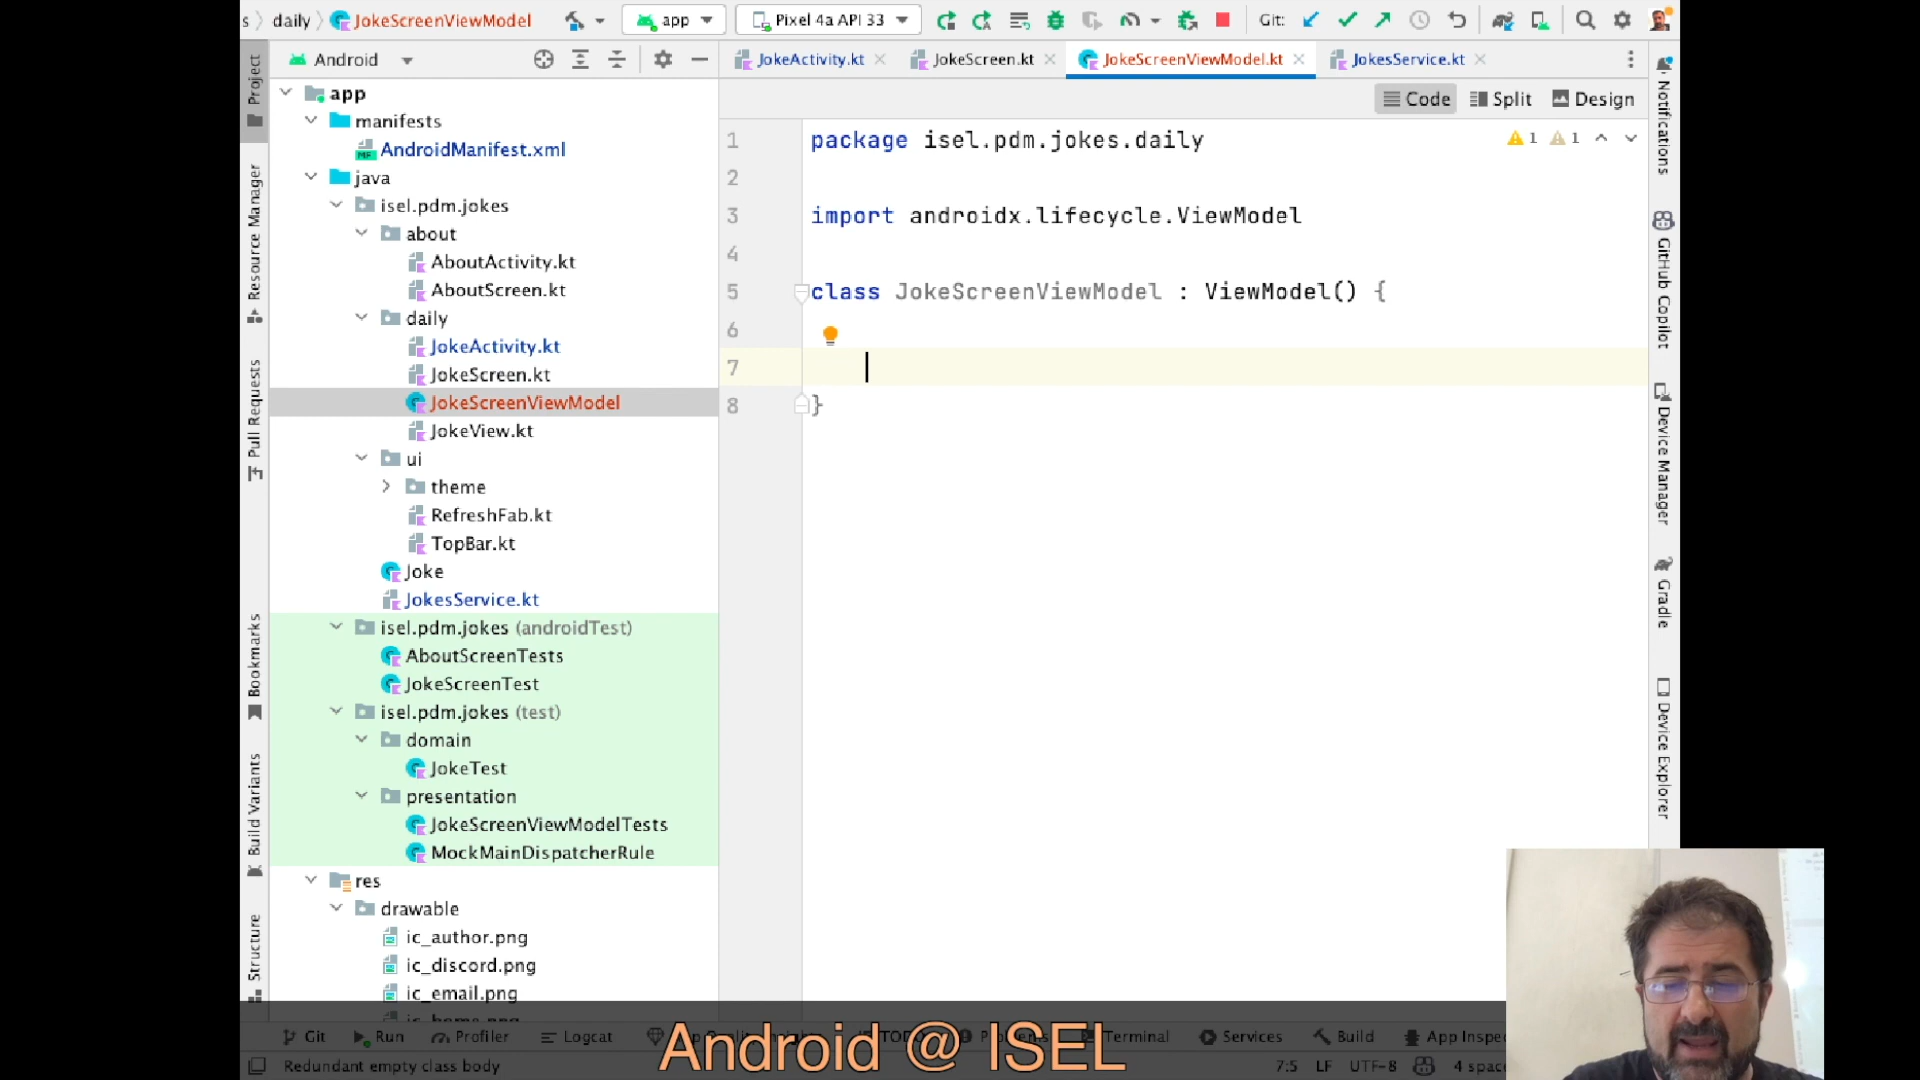 s daily JokeScreenViewModel app Pixel 4a API 33 Git:
Android JokeActivity.kt JokeScreen.kt JokeScreenViewModel.kt JokesService.kt
Code Split Design
Project
Resource Manager
Pull Requests
Bookmarks
Build Variants
Structure
app
manifests
AndroidManifest.xml
java
isel.pdm.jokes
about
AboutActivity.kt
AboutScreen.kt
daily
JokeActivity.kt
JokeScreen.kt
JokeScreenViewModel
JokeView.kt
ui
theme
RefreshFab.kt
TopBar.kt
Joke
JokesService.kt
isel.pdm.jokes (androidTest)
AboutScreenTests
JokeScreenTest
isel.pdm.jokes (test)
domain
JokeTest
presentation
JokeScreenViewModelTests
MockMainDispatcherRule
res
drawable
ic_author.png
ic_discord.png
ic_email.png
1 package isel.pdm.jokes.daily
2
3 import androidx.lifecycle.ViewModel
4
5 class JokeScreenViewModel : ViewModel() {
6
7
8 }
1 1
Notifications
GitHub Copilot
Device Manager
Gradle
Device Explorer
Git Run Profiler Logcat Terminal Services Build App Inspe
Android @ ISEL
Redundant empty class body 7:5 LF UTF-8 4 spac